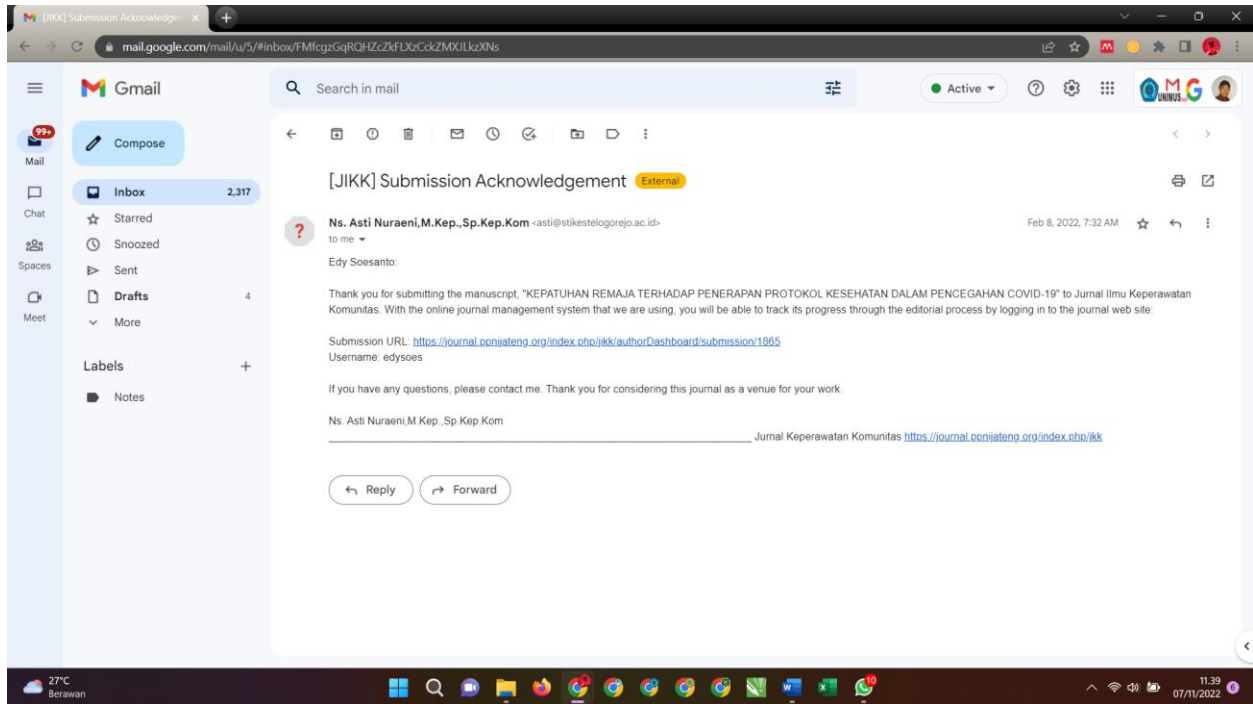 [JIKK] Submission Acknowledgem
mail.google.com/mail/u/5/#inbox/FMfcgzGqRQHZcZkFLXzCckZMXJLkzXNs
Gmail
Search in mail
Active
UNIMUS
99+
Mail
Chat
Spaces
Meet
Compose
Inbox 2,317
Starred
Snoozed
Sent
Drafts 4
More
Labels +
Notes
[JIKK] Submission Acknowledgement External
Ns. Asti Nuraeni,M.Kep.,Sp.Kep.Kom <asti@stikestelogorejo.ac.id> Feb 8, 2022, 7:32 AM
to me
Edy Soesanto:
Thank you for submitting the manuscript, "KEPATUHAN REMAJA TERHADAP PENERAPAN PROTOKOL KESEHATAN DALAM PENCEGAHAN COVID-19" to Jurnal Ilmu Keperawatan
Komunitas. With the online journal management system that we are using, you will be able to track its progress through the editorial process by logging in to the journal web site:
Submission URL: https://journal.ppnijateng.org/index.php/jikk/authorDashboard/submission/1865
Username: edysoes
If you have any questions, please contact me. Thank you for considering this journal as a venue for your work.
Ns. Asti Nuraeni,M.Kep.,Sp.Kep.Kom
________________________________________________________________________ Jurnal Keperawatan Komunitas https://journal.ppnijateng.org/index.php/jkk
Reply
Forward
27°C
Berawan
10
11.39
07/11/2022
6